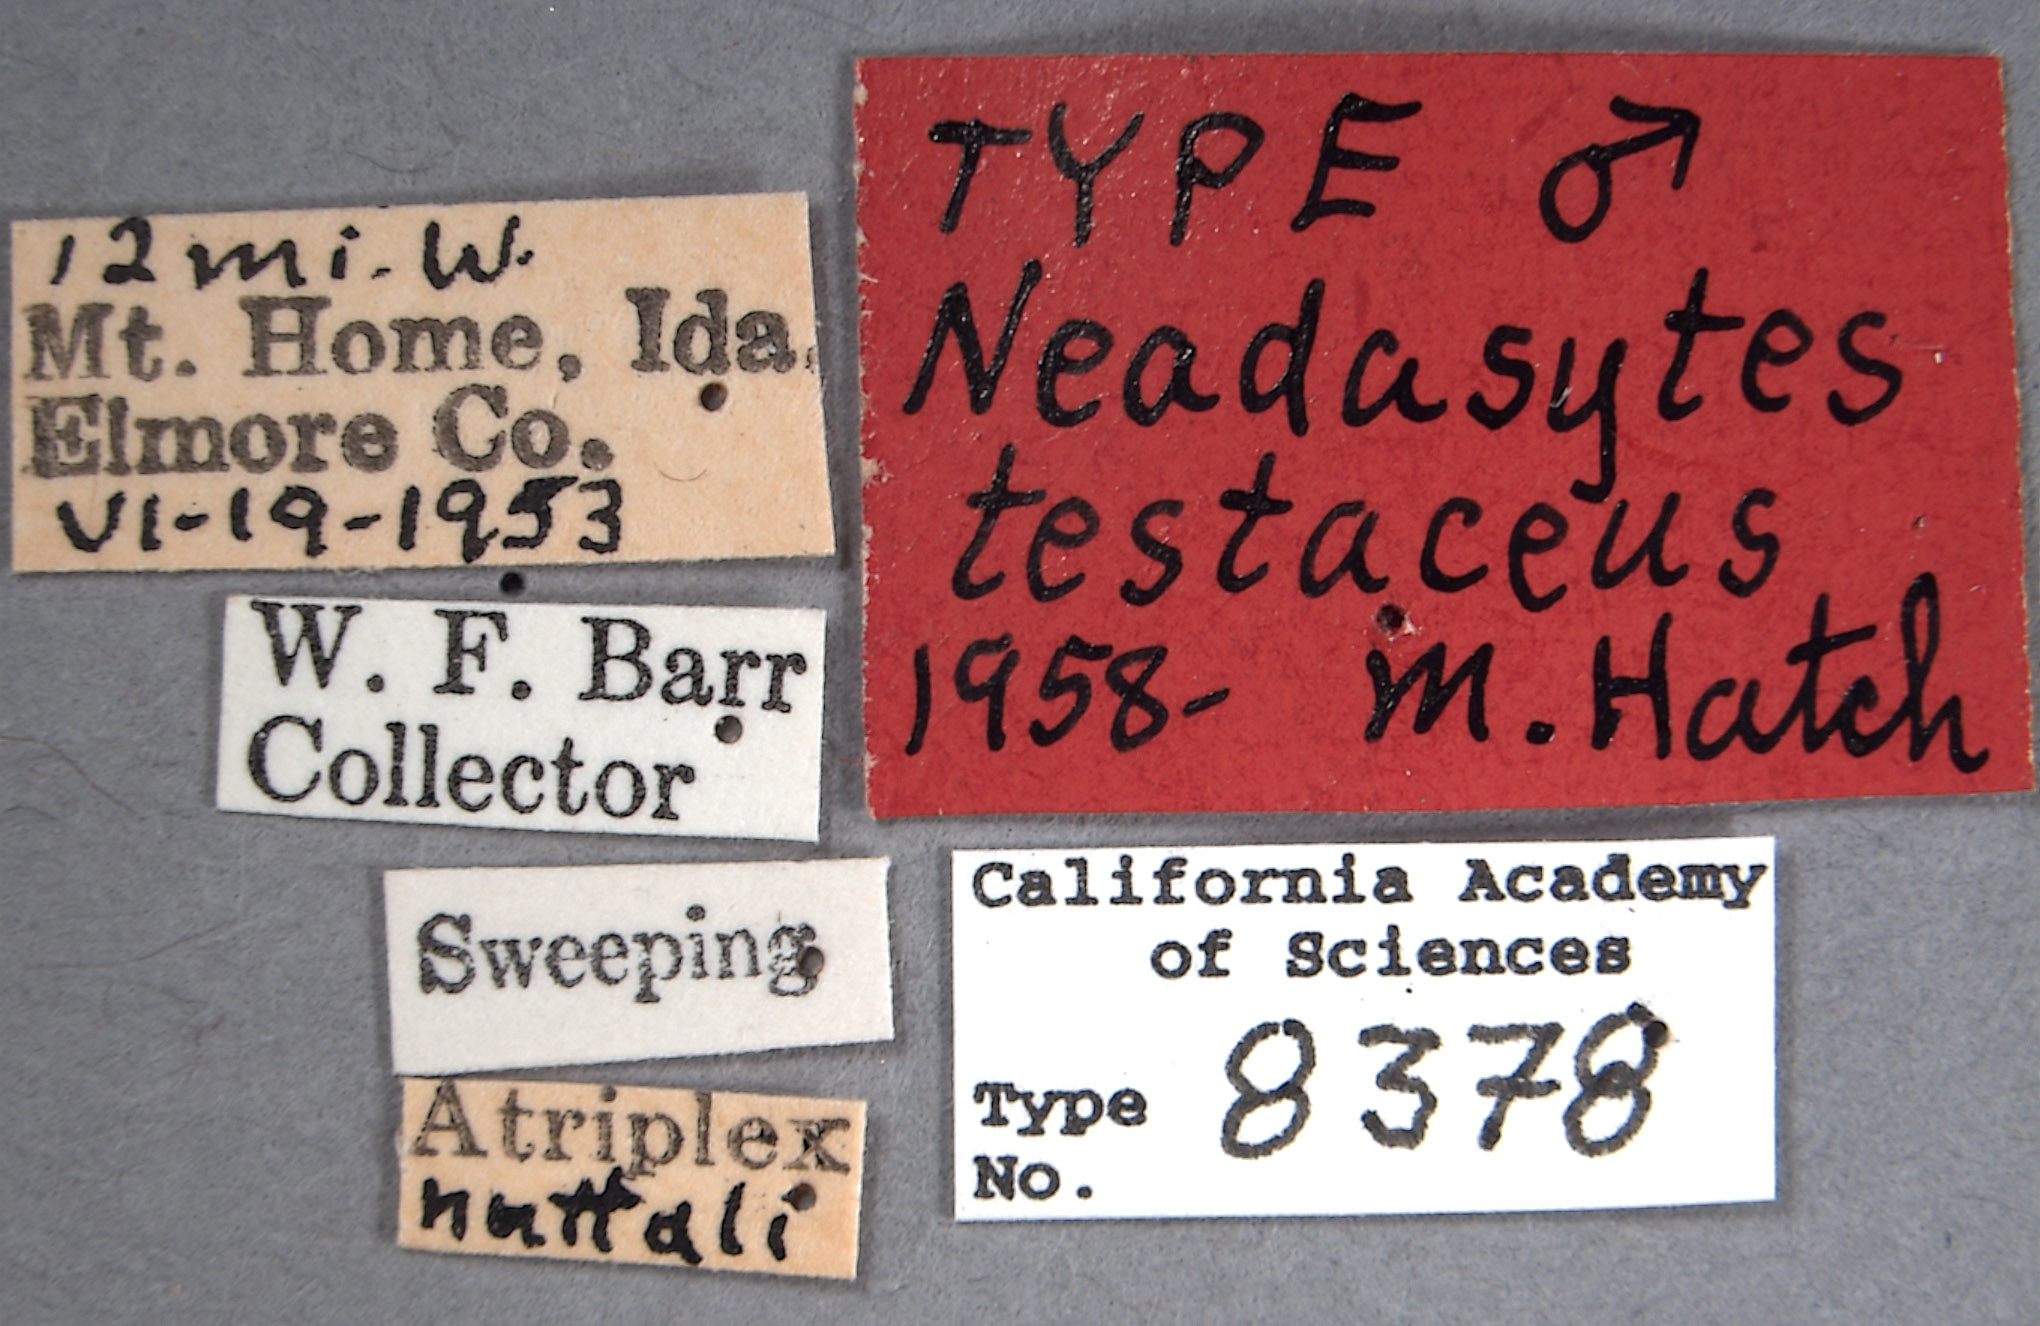 12 mi. W.
Mt. Home, Ida.
Elmore Co.
VI-19-1953
W. F. Barr
Collector
Sweeping
Atriplex
nuttali
TYPE ♂
Neadasytes
testaceus
1958- M. Hatch
California Academy
of Sciences
Type 8378
No.